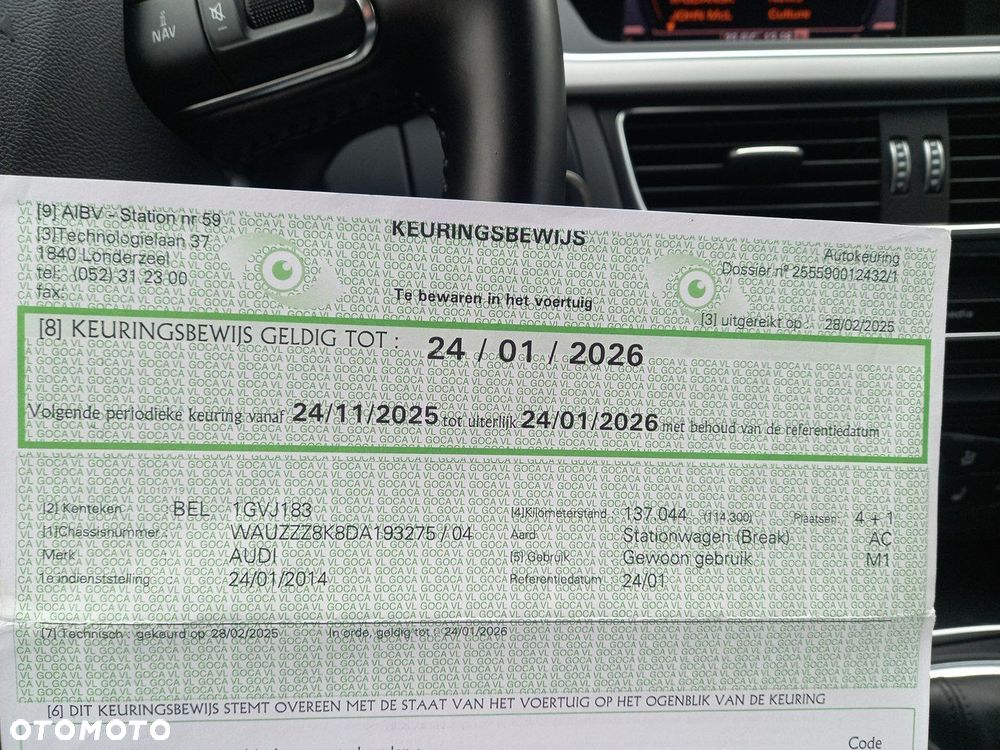 NAV
JOHN McL Culture
[9] AIBV - Station nr 59
[3]Technologielaan 37
1840 Londerzeel
tel: (052) 31 23 00
fax:
KEURINGSBEWIJS
Te bewaren in het voertuig
Autokeuring
Dossier n° 255590012432/1
[3] uitgereikt op : 28/02/2025
[8] KEURINGSBEWIJS GELDIG TOT : 24 / 01 / 2026
Volgende periodieke keuring vanaf 24/11/2025 tot uiterlijk 24/01/2026 met behoud van de referentiedatum
[2] Kenteken BEL 1GVJ183 [4]Kilometerstand 137.044 (114.300) Plaatsen: 4 + 1
[1]Chassisnummer : WAUZZZ8K8DA193275 / 04 Aard Stationwagen (Break) AC
Merk AUDI [5] Gebruik Gewoon gebruik M1
1e indienststelling 24/01/2014 Referentiedatum 24/01
[7] Technisch gekeurd op 28/02/2025 In orde, geldig tot : 24/01/2026
[6] DIT KEURINGSBEWIJS STEMT OVEREEN MET DE STAAT VAN HET VOERTUIG OP HET OGENBLIK VAN DE KEURING
Code
OTOMOTO